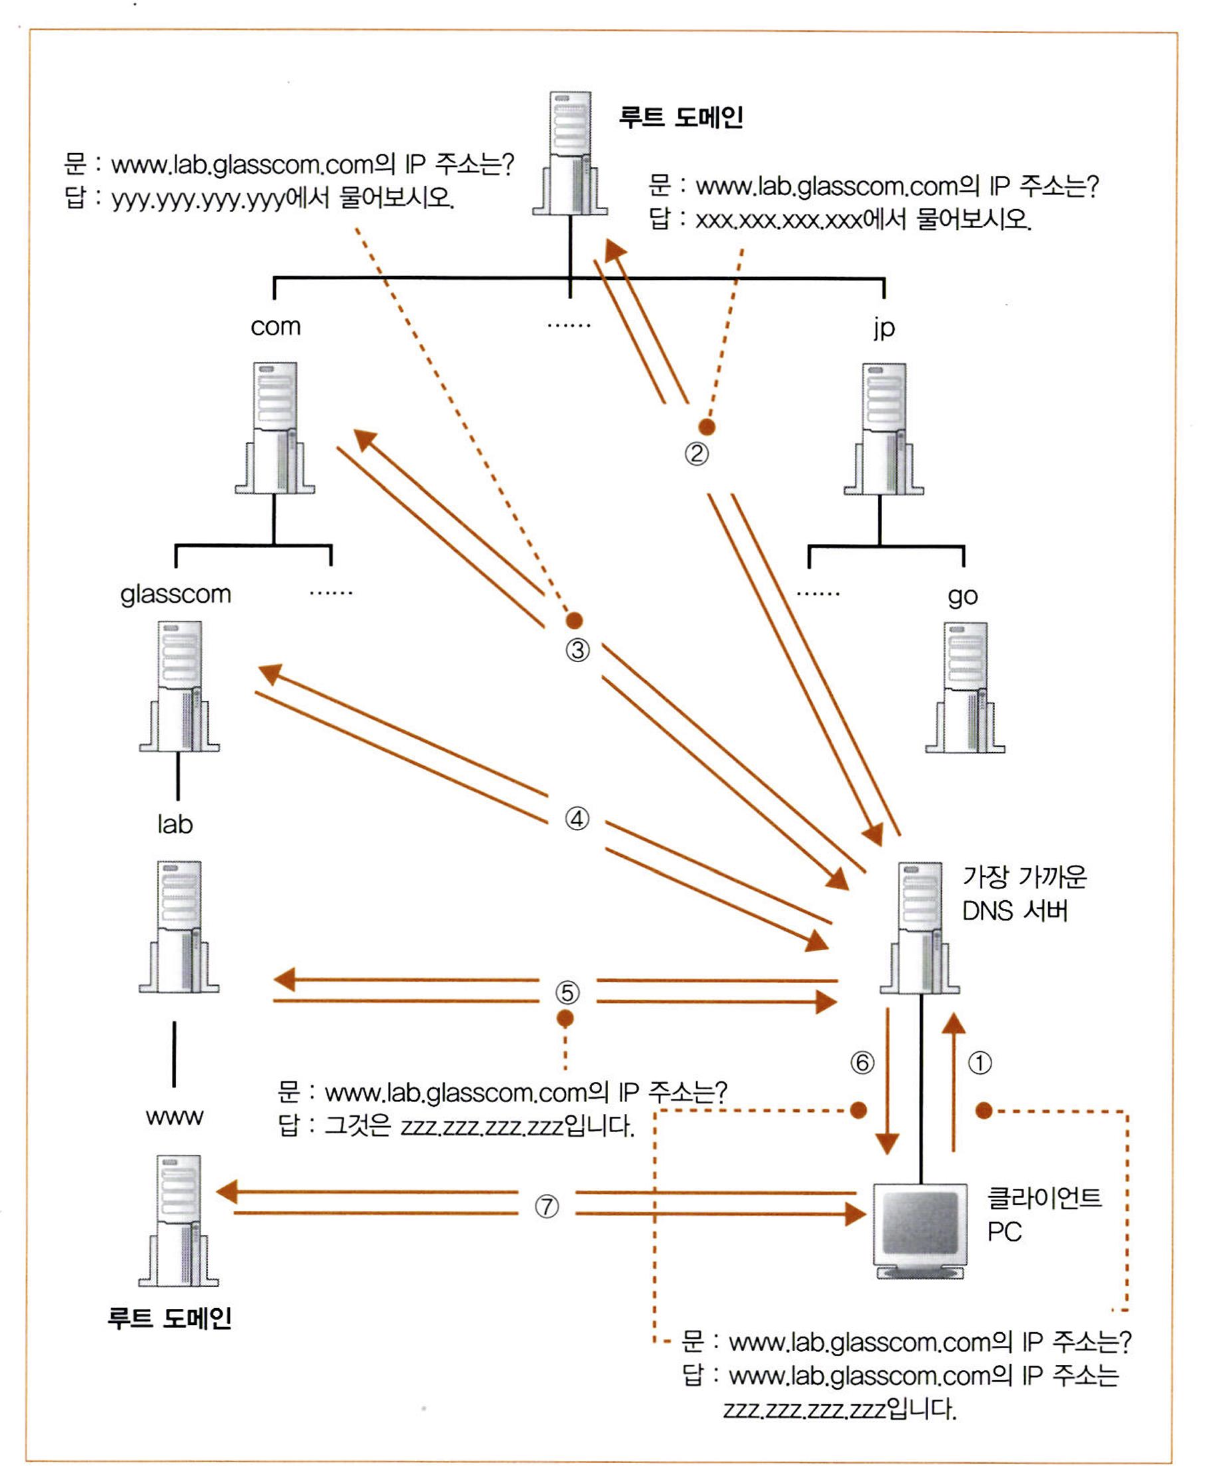 루트 도메인
문 : www.lab.glasscom.com의 IP 주소는?
답 : yyy.yyy.yyy.yyy에서 물어보시오.
문 : www.lab.glasscom.com의 IP 주소는?
답 : xxx.xxx.xxx.xxx에서 물어보시오.
com
……
jp
②
glasscom
……
……
go
③
④
lab
가장 가까운
DNS 서버
⑤
⑥
①
문 : www.lab.glasscom.com의 IP 주소는?
답 : 그것은 zzz.zzz.zzz.zzz입니다.
www
⑦
클라이언트
PC
루트 도메인
문 : www.lab.glasscom.com의 IP 주소는?
답 : www.lab.glasscom.com의 IP 주소는
zzz.zzz.zzz.zzz입니다.